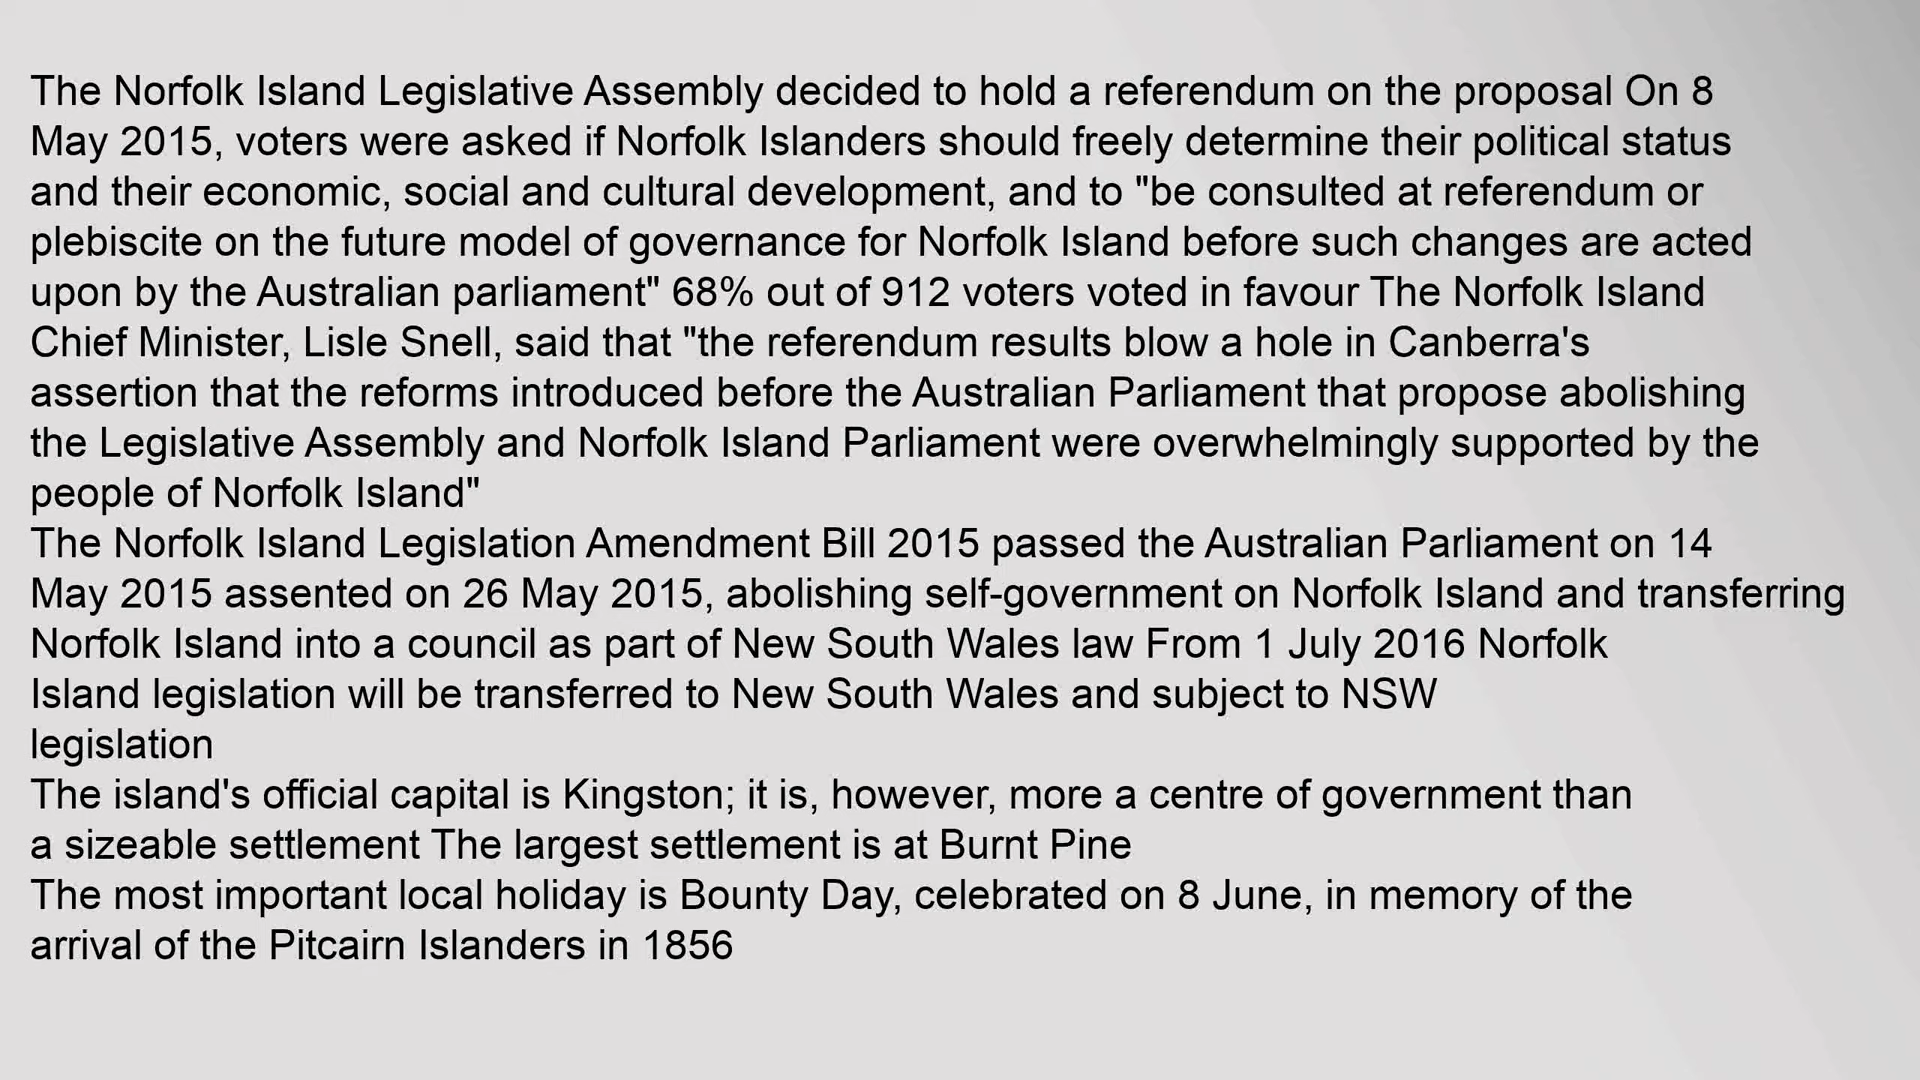 The Norfolk Island Legislative Assembly decided to hold a referendum on the proposal On 8
May 2015, voters were asked if Norfolk Islanders should freely determine their political status
and their economic, social and cultural development, and to "be consulted at referendum or
plebiscite on the future model of governance for Norfolk Island before such changes are acted
upon by the Australian parliament" 68% out of 912 voters voted in favour The Norfolk Island
Chief Minister, Lisle Snell, said that "the referendum results blow a hole in Canberra's
assertion that the reforms introduced before the Australian Parliament that propose abolishing
the Legislative Assembly and Norfolk Island Parliament were overwhelmingly supported by the
people of Norfolk Island"
The Norfolk Island Legislation Amendment Bill 2015 passed the Australian Parliament on 14
May 2015 assented on 26 May 2015, abolishing self-government on Norfolk Island and transferring
Norfolk Island into a council as part of New South Wales law From 1 July 2016 Norfolk
Island legislation will be transferred to New South Wales and subject to NSW
legislation
The island's official capital is Kingston; it is, however, more a centre of government than
a sizeable settlement The largest settlement is at Burnt Pine
The most important local holiday is Bounty Day, celebrated on 8 June, in memory of the
arrival of the Pitcairn Islanders in 1856